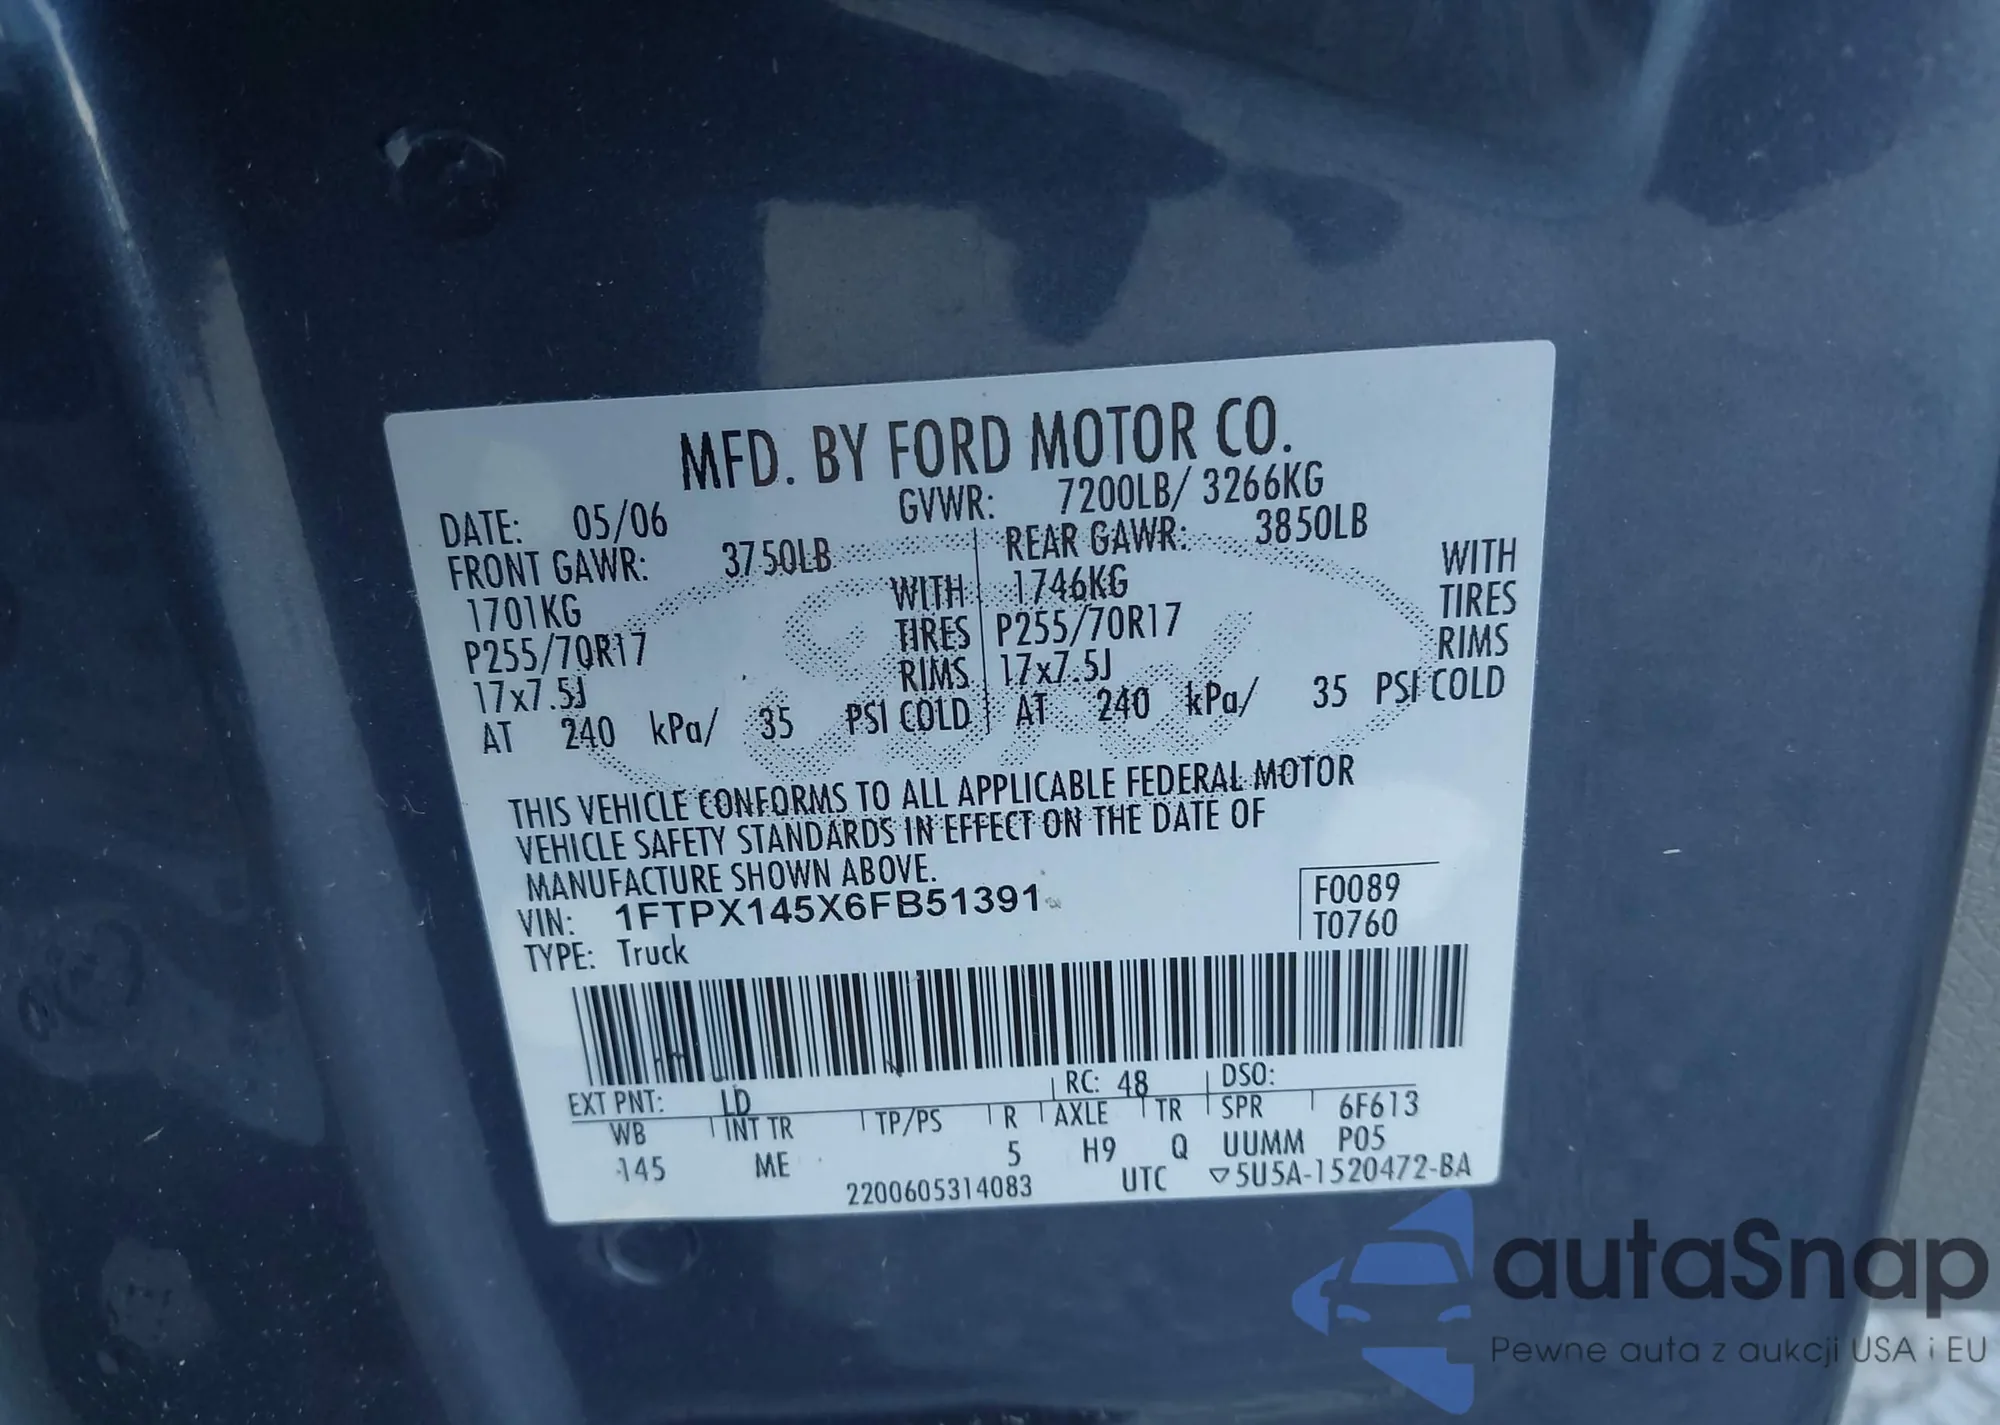 MFD. BY FORD MOTOR CO.
DATE: 05/06 GVWR: 7200LB/ 3266KG
FRONT GAWR: 3750LB REAR GAWR: 3850LB
1701KG WITH 1746KG WITH
P255/70R17 TIRES P255/70R17 TIRES
17x7.5J RIMS 17x7.5J RIMS
AT 240 kPa/ 35 PSI COLD AT 240 kPa/ 35 PSI COLD
THIS VEHICLE CONFORMS TO ALL APPLICABLE FEDERAL MOTOR
VEHICLE SAFETY STANDARDS IN EFFECT ON THE DATE OF
MANUFACTURE SHOWN ABOVE.
VIN: 1FTPX145X6FB51391 F0089
TYPE: Truck T0760
EXT PNT: LD RC: 48 DSO:
WB INT TR TP/PS R AXLE TR SPR 6F613
145 ME 5 H9 Q UUMM P05
2200605314083 UTC ▽5U5A-1520472-BA
autaSnap
Pewne auta z aukcji USA i EU